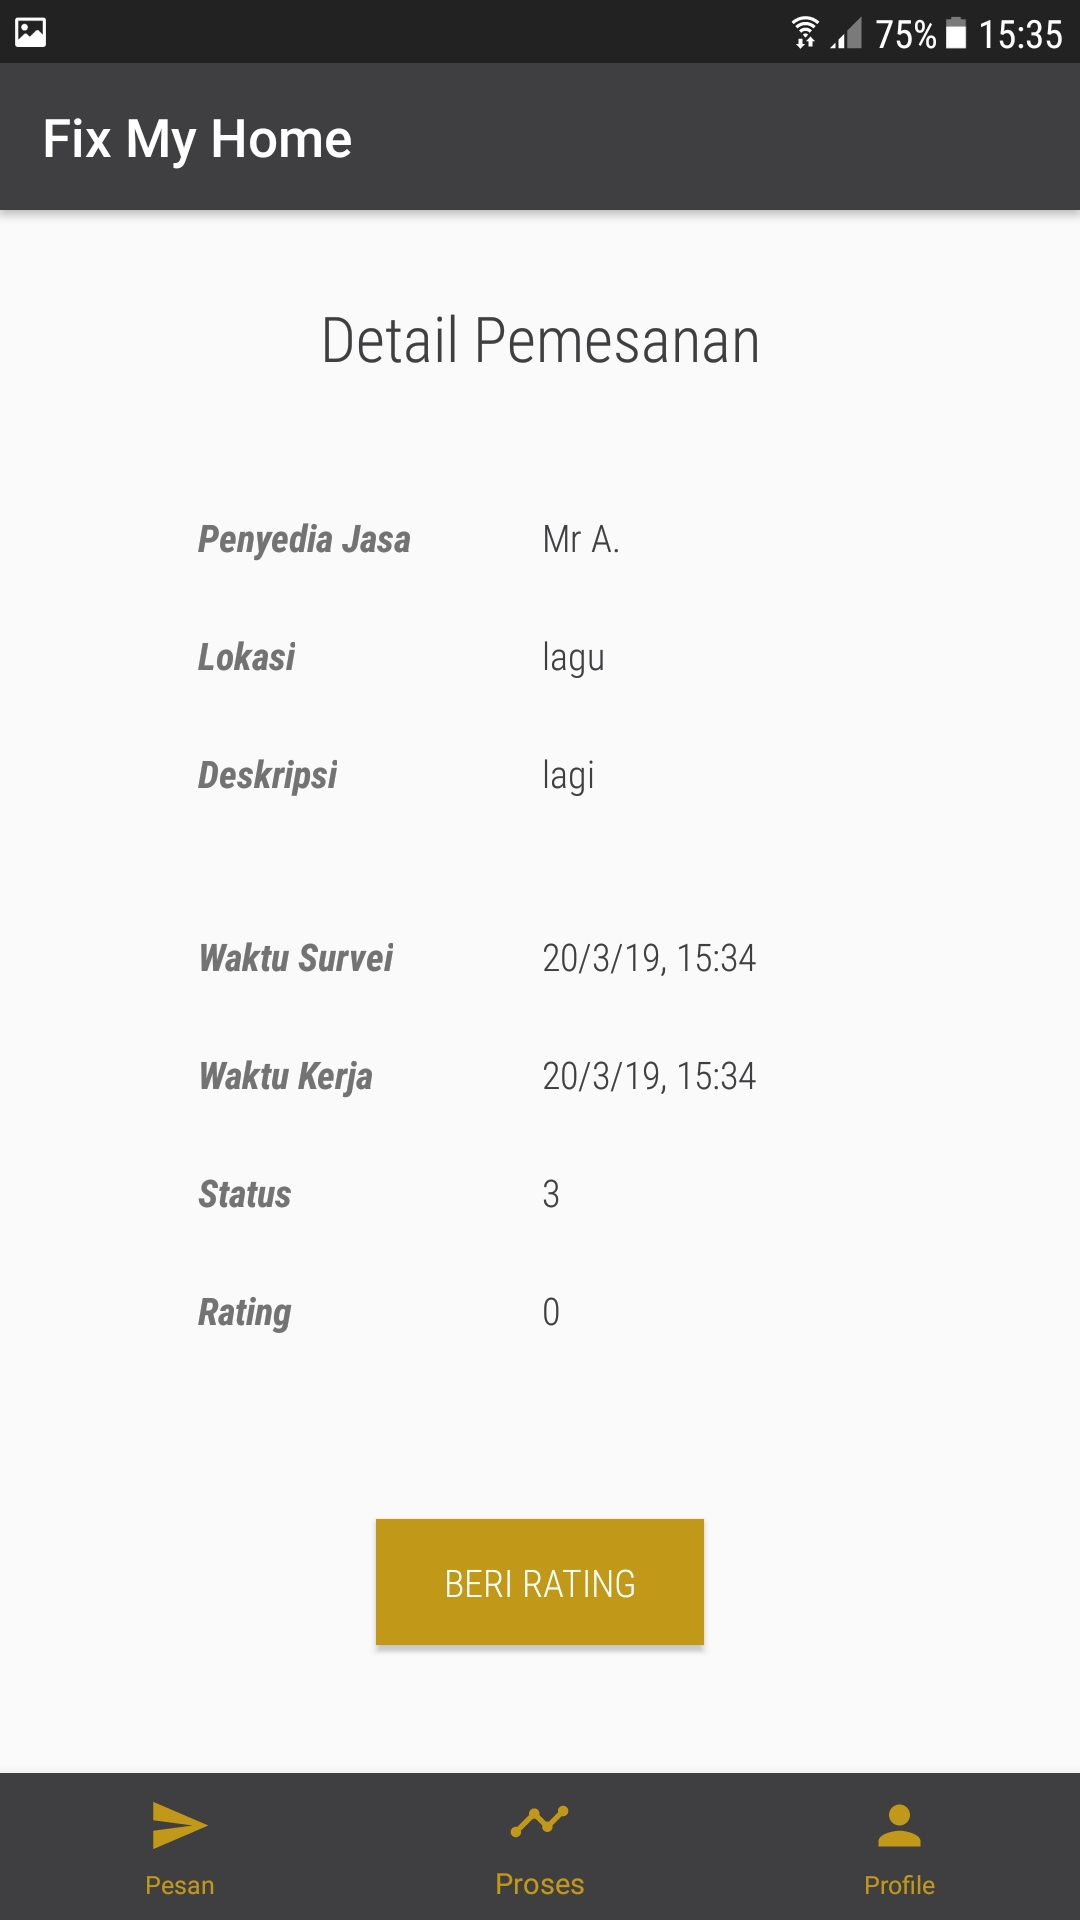 75% 15:35
Fix My Home
Detail Pemesanan
Penyedia Jasa Mr A.
Lokasi lagu
Deskripsi lagi
Waktu Survei 20/3/19, 15:34
Waktu Kerja 20/3/19, 15:34
Status 3
Rating 0
BERI RATING
Pesan Proses Profile